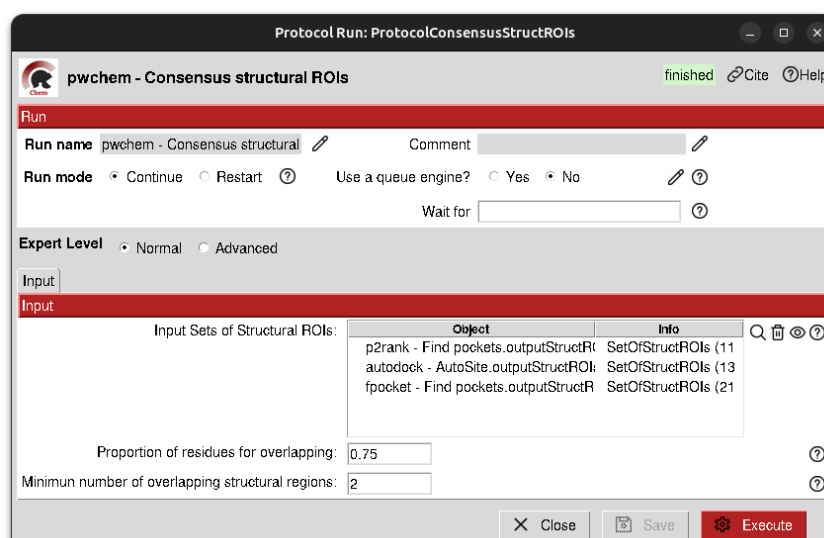 Protocol Run: ProtocolConsensusStructROIs
Chem
pwchem - Consensus structural ROIs
finished Cite Help
Run
Run name pwchem - Consensus structural Comment
Run mode Continue Restart Use a queue engine? Yes No
Wait for
Expert Level Normal Advanced
Input
Input
Input Sets of Structural ROIs: Object Info
p2rank - Find pockets.outputStructR SetOfStructROIs (11
autodock - AutoSite.outputStructROI SetOfStructROIs (13
fpocket - Find pockets.outputStructR SetOfStructROIs (21
Proportion of residues for overlapping: 0.75
Minimun number of overlapping structural regions: 2
Close Save Execute